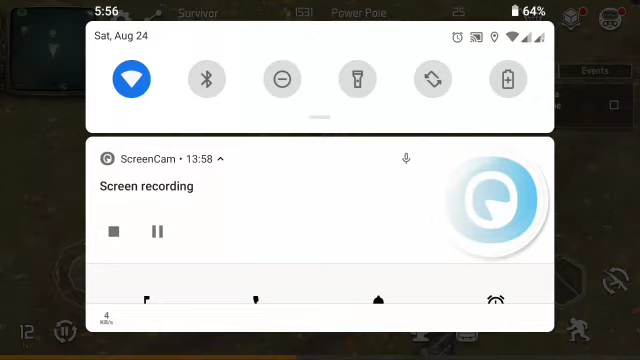 5:56
Survivor
1531
Power Pole
25
64%
Sat, Aug 24
Events
ScreenCam • 13:58
Screen recording
4
KB/s
12